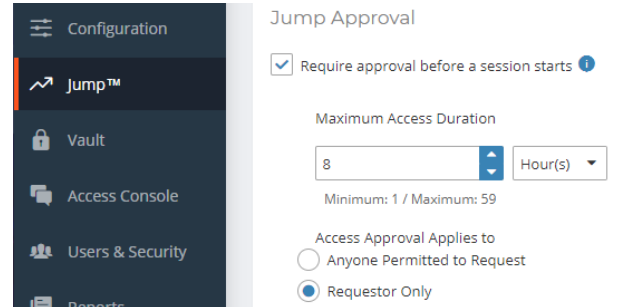 Configuration
Jump™
Vault
Access Console
Users & Security
Reports
Jump Approval
Require approval before a session starts
Maximum Access Duration
8 Hour(s)
Minimum: 1 / Maximum: 59
Access Approval Applies to
Anyone Permitted to Request
Requestor Only